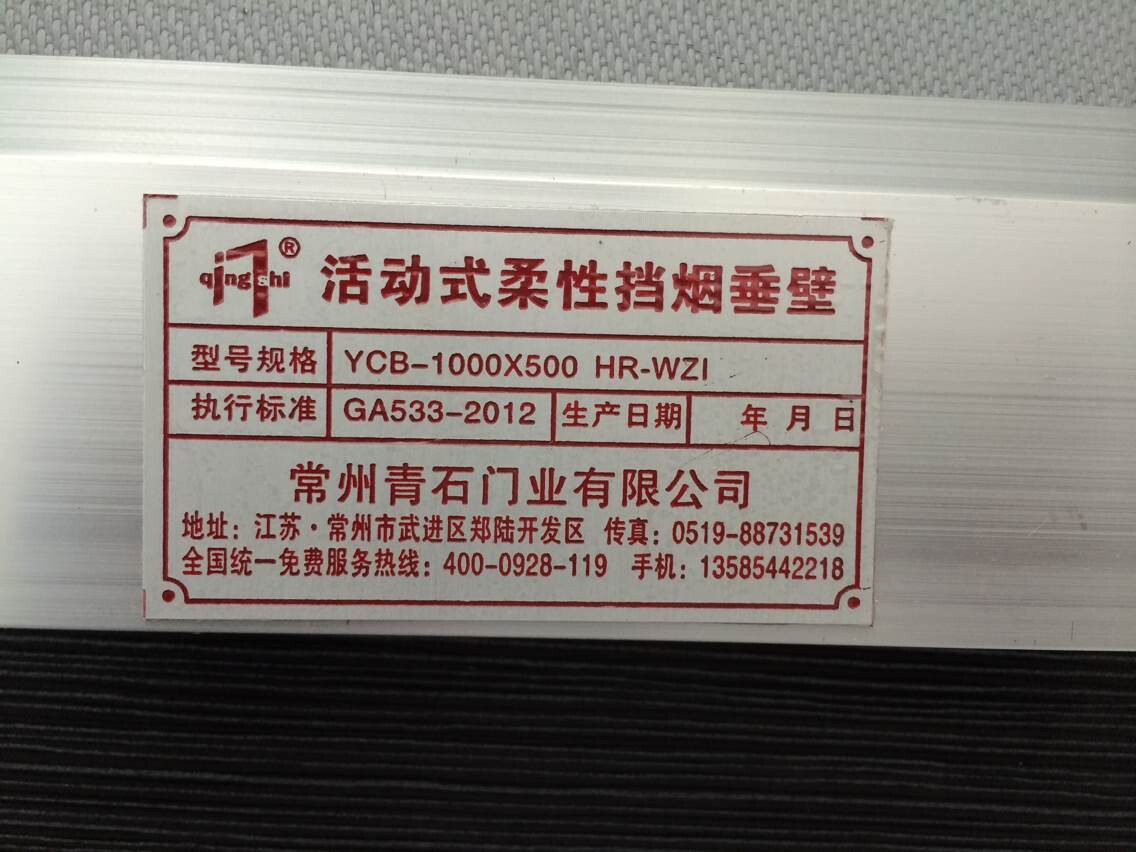 qingshi® 活动式柔性挡烟垂壁
型号规格 YCB-1000X500 HR-WZI
执行标准 GA533-2012 生产日期 年 月 日
常州青石门业有限公司
地址：江苏·常州市武进区郑陆开发区 传真：0519-88731539
全国统一免费服务热线：400-0928-119 手机：13585442218